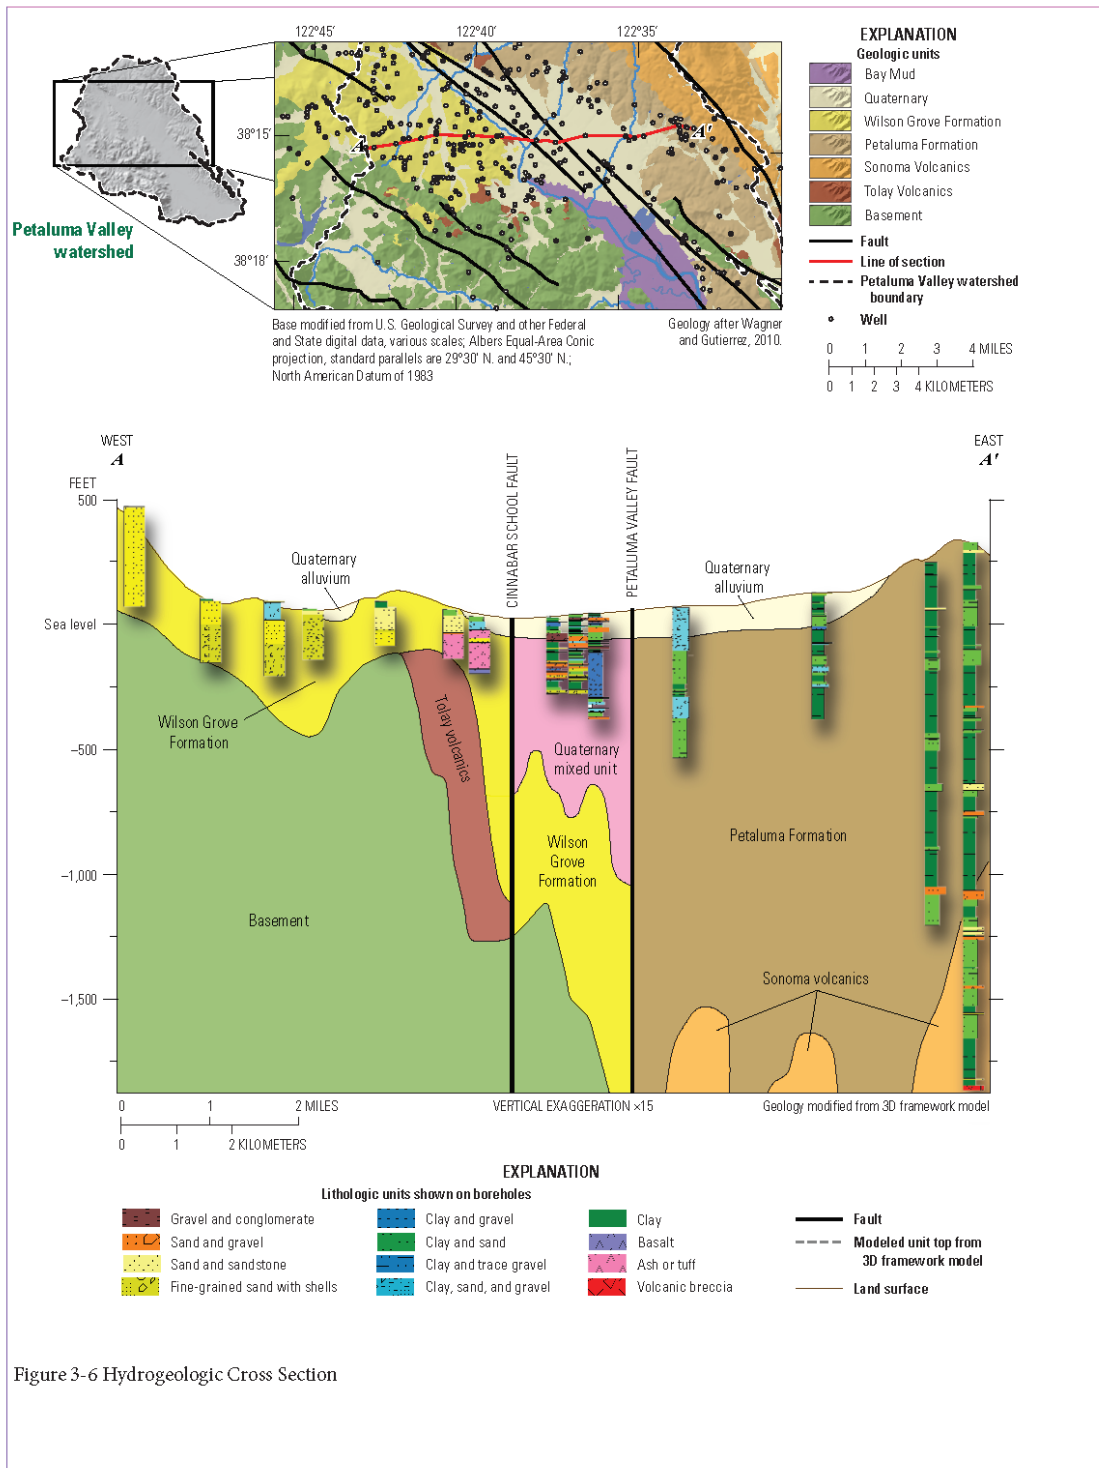 122°45'
122°40'
122°35'
38°15'
38°18'
A
A'
Petaluma Valley
watershed
Base modified from U.S. Geological Survey and other Federal
and State digital data, various scales; Albers Equal-Area Conic
projection, standard parallels are 29°30' N. and 45°30' N.;
North American Datum of 1983
Geology after Wagner
and Gutierrez, 2010.
EXPLANATION
Geologic units
Bay Mud
Quaternary
Wilson Grove Formation
Petaluma Formation
Sonoma Volcanics
Tolay Volcanics
Basement
Fault
Line of section
Petaluma Valley watershed
boundary
Well
0 1 2 3 4 MILES
0 1 2 3 4 KILOMETERS
WEST
A
EAST
A'
FEET
500
Sea level
−500
−1,000
−1,500
CINNABAR SCHOOL FAULT
PETALUMA VALLEY FAULT
Quaternary
alluvium
Quaternary
alluvium
Wilson Grove
Formation
Tolay volcanics
Quaternary
mixed unit
Wilson
Grove
Formation
Petaluma Formation
Basement
Sonoma volcanics
0 1 2 MILES
0 1 2 KILOMETERS
VERTICAL EXAGGERATION ×15
Geology modified from 3D framework model
EXPLANATION
Lithologic units shown on boreholes
Gravel and conglomerate
Sand and gravel
Sand and sandstone
Fine-grained sand with shells
Clay and gravel
Clay and sand
Clay and trace gravel
Clay, sand, and gravel
Clay
Basalt
Ash or tuff
Volcanic breccia
Fault
Modeled unit top from
3D framework model
Land surface
Figure 3-6 Hydrogeologic Cross Section